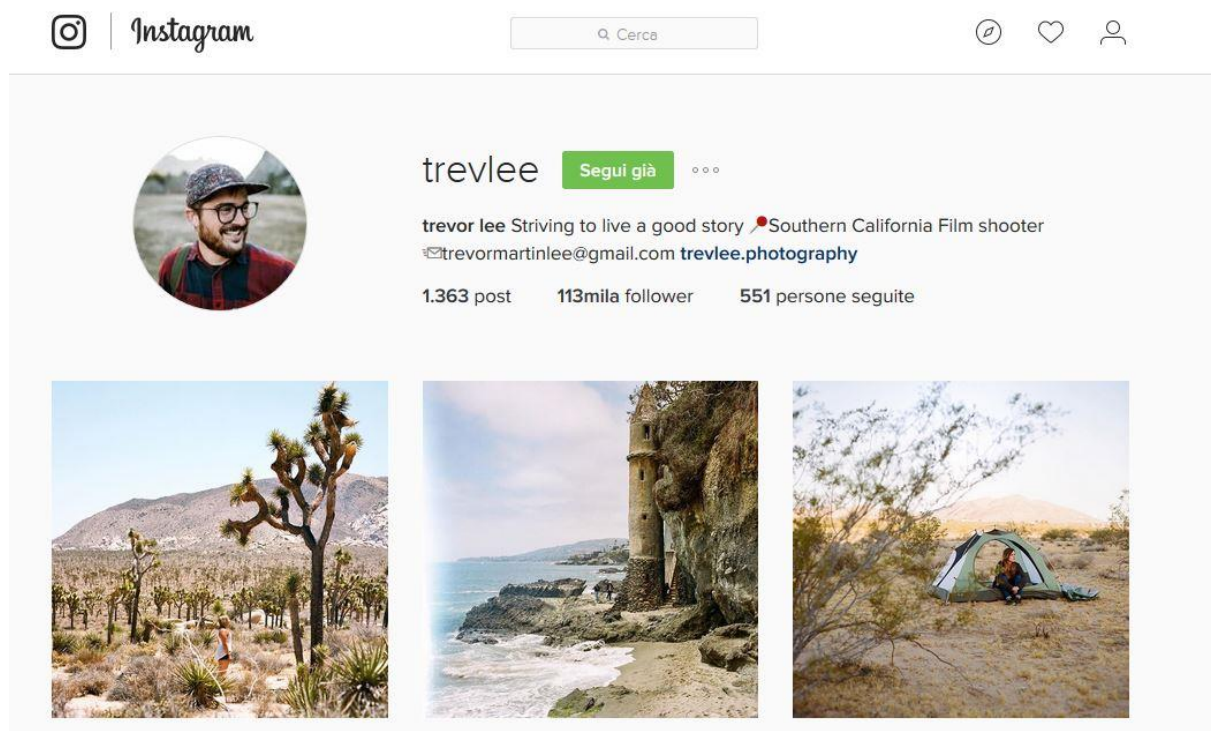 Instagram
Cerca
trevlee Segui già
trevor lee Striving to live a good story 📍Southern California Film shooter
trevormartinlee@gmail.com trevlee.photography
1.363 post 113mila follower 551 persone seguite